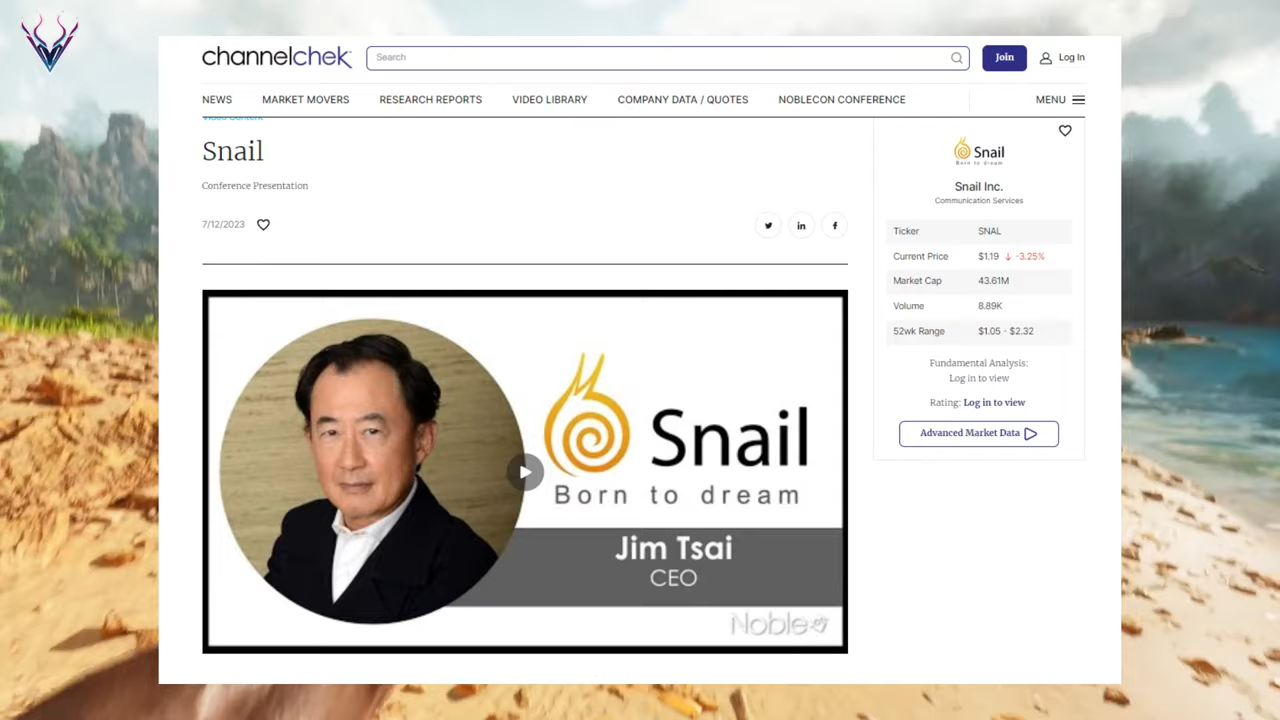 channelchek
Search
Join
Log In
NEWS
MARKET MOVERS
RESEARCH REPORTS
VIDEO LIBRARY
COMPANY DATA / QUOTES
NOBLECON CONFERENCE
MENU
Video Content
Snail
Conference Presentation
7/12/2023
Snail
Born to dream
Jim Tsai
CEO
Noble
Snail
Born to dream
Snail Inc.
Communication Services
Ticker SNAL
Current Price $1.19 ↓ -3.25%
Market Cap 43.61M
Volume 8.89K
52wk Range $1.05 - $2.32
Fundamental Analysis:
Log in to view
Rating: Log in to view
Advanced Market Data